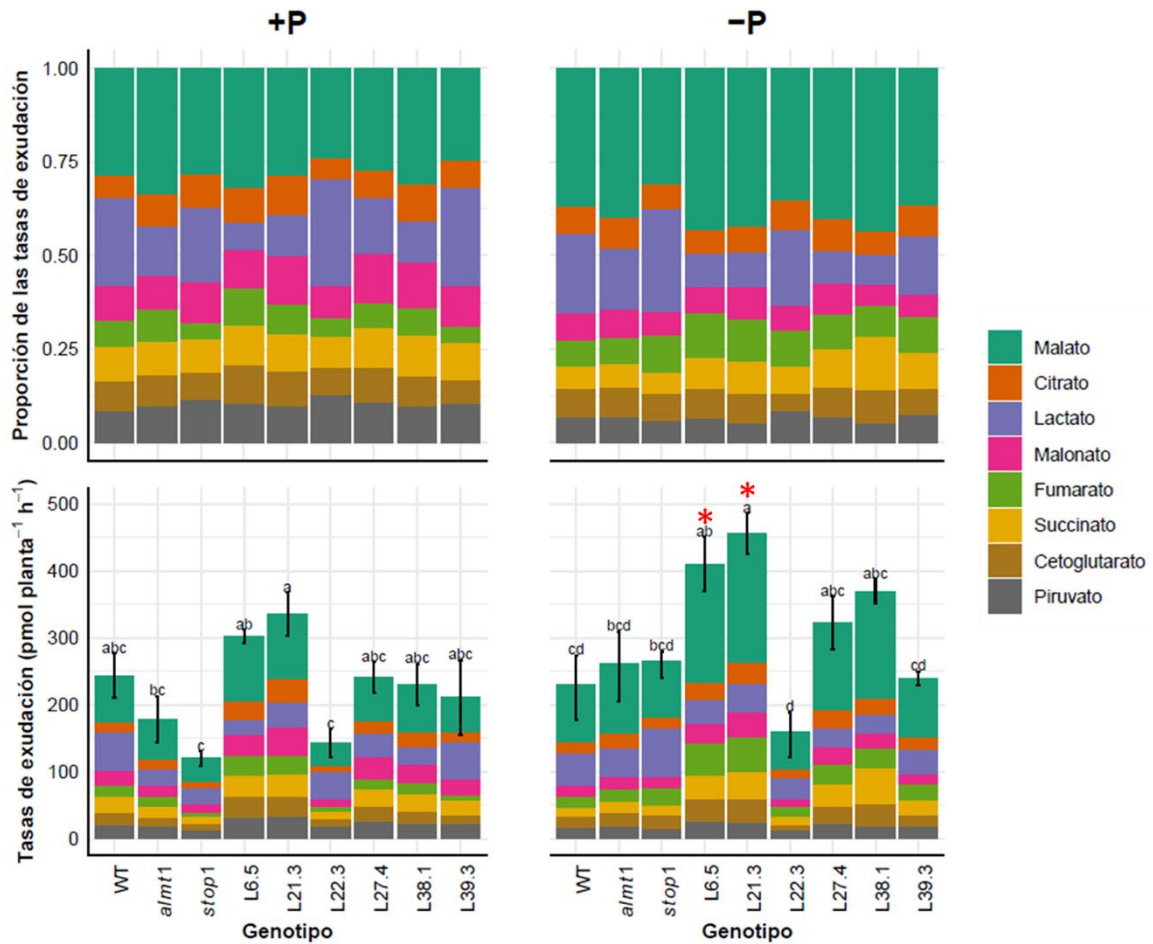 +P
−P
Proporción de las tasas de exudación
1.00
0.75
0.50
0.25
0.00
Malato
Citrato
Lactato
Malonato
Fumarato
Succinato
Cetoglutarato
Piruvato
Tasas de exudación (pmol planta⁻¹ h⁻¹)
500
400
300
200
100
0
abc
bc
c
ab
a
c
abc
abc
abc
cd
bcd
bcd
*
ab
*
a
d
abc
abc
cd
WT
almt1
stop1
L6.5
L21.3
L22.3
L27.4
L38.1
L39.3
WT
almt1
stop1
L6.5
L21.3
L22.3
L27.4
L38.1
L39.3
Genotipo
Genotipo